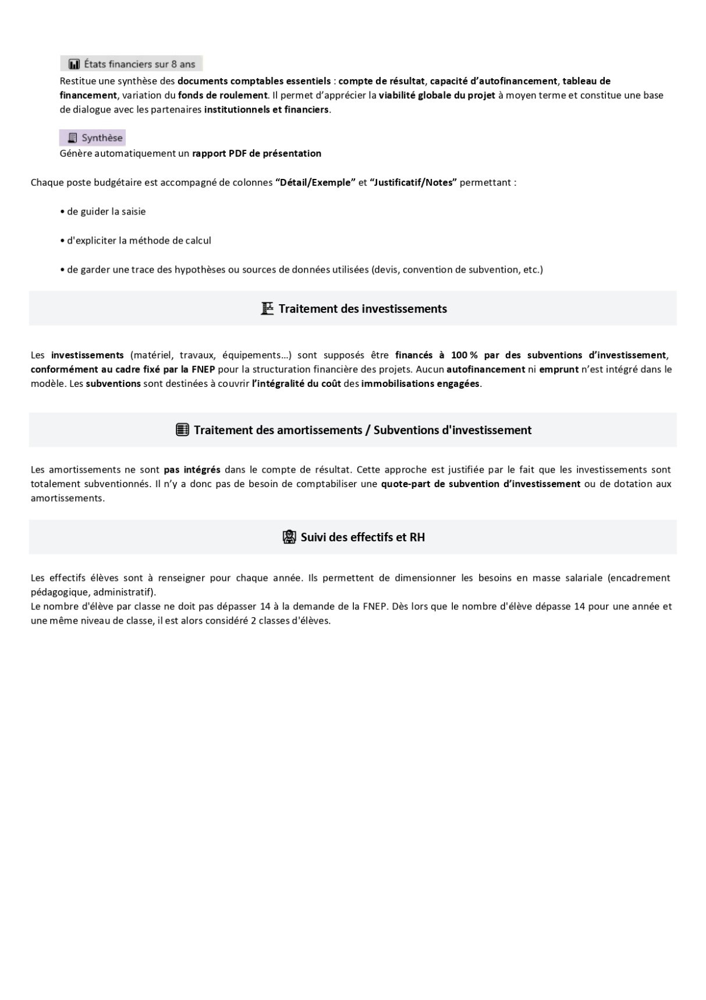 États financiers sur 8 ans
Restitue une synthèse des documents comptables essentiels : compte de résultat, capacité d’autofinancement, tableau de
financement, variation du fonds de roulement. Il permet d’apprécier la viabilité globale du projet à moyen terme et constitue une base
de dialogue avec les partenaires institutionnels et financiers.
Synthèse
Génère automatiquement un rapport PDF de présentation
Chaque poste budgétaire est accompagné de colonnes “Détail/Exemple” et “Justificatif/Notes” permettant :
• de guider la saisie
• d'expliciter la méthode de calcul
• de garder une trace des hypothèses ou sources de données utilisées (devis, convention de subvention, etc.)
Traitement des investissements
Les investissements (matériel, travaux, équipements…) sont supposés être financés à 100 % par des subventions d’investissement,
conformément au cadre fixé par la FNEP pour la structuration financière des projets. Aucun autofinancement ni emprunt n’est intégré dans le
modèle. Les subventions sont destinées à couvrir l’intégralité du coût des immobilisations engagées.
Traitement des amortissements / Subventions d'investissement
Les amortissements ne sont pas intégrés dans le compte de résultat. Cette approche est justifiée par le fait que les investissements sont
totalement subventionnés. Il n’y a donc pas de besoin de comptabiliser une quote-part de subvention d’investissement ou de dotation aux
amortissements.
Suivi des effectifs et RH
Les effectifs élèves sont à renseigner pour chaque année. Ils permettent de dimensionner les besoins en masse salariale (encadrement
pédagogique, administratif).
Le nombre d'élève par classe ne doit pas dépasser 14 à la demande de la FNEP. Dès lors que le nombre d'élève dépasse 14 pour une année et
une même niveau de classe, il est alors considéré 2 classes d'élèves.